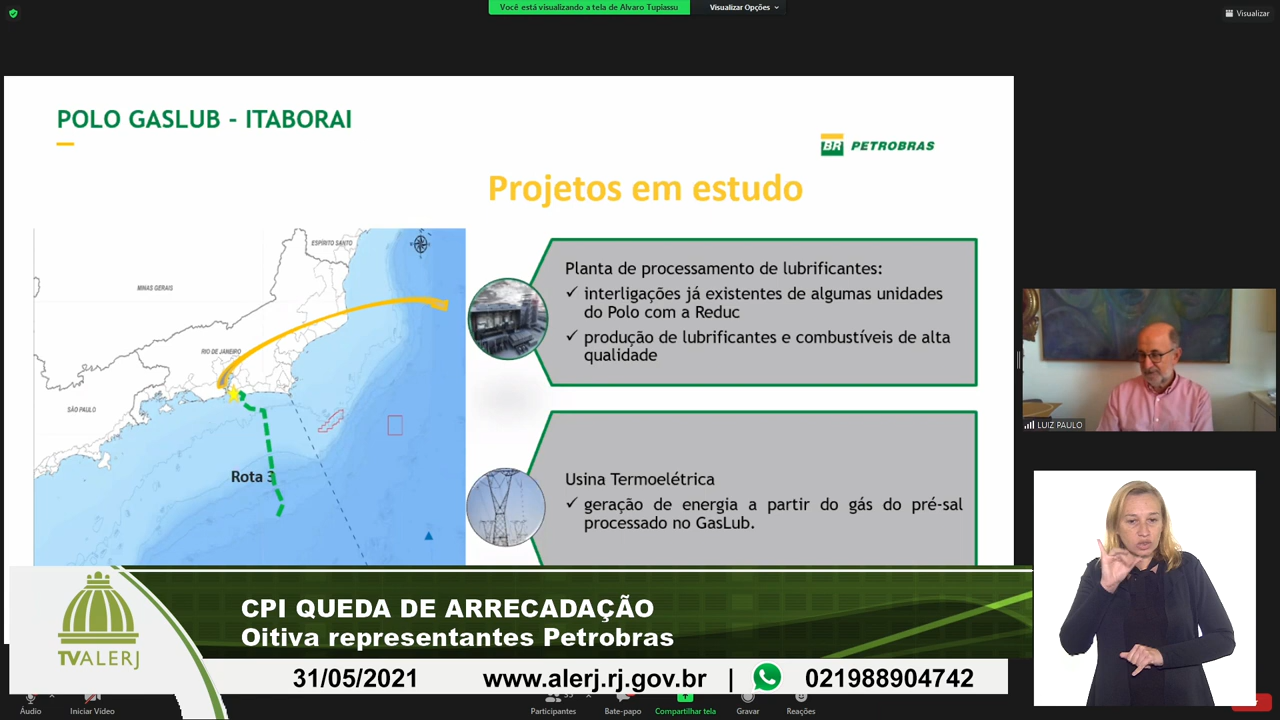 Você está visualizando a tela de Alvaro Tupiassu
Visualizar Opções
Visualizar
POLO GASLUB - ITABORAI
BR PETROBRAS
Projetos em estudo
ESPÍRITO SANTO
MINAS GERAIS
RIO DE JANEIRO
SÃO PAULO
Rota 3
Planta de processamento de lubrificantes:
✓ interligações já existentes de algumas unidades
do Polo com a Reduc
✓ produção de lubrificantes e combustíveis de alta
qualidade
Usina Termoelétrica
✓ geração de energia a partir do gás do pré-sal
processado no GasLub.
LUIZ PAULO
TVALERJ
CPI QUEDA DE ARRECADAÇÃO
Oitiva representantes Petrobras
31/05/2021 www.alerj.rj.gov.br | 021988904742
Áudio
Iniciar Vídeo
Participantes
Bate-papo
Compartilhar tela
Gravar
Reações